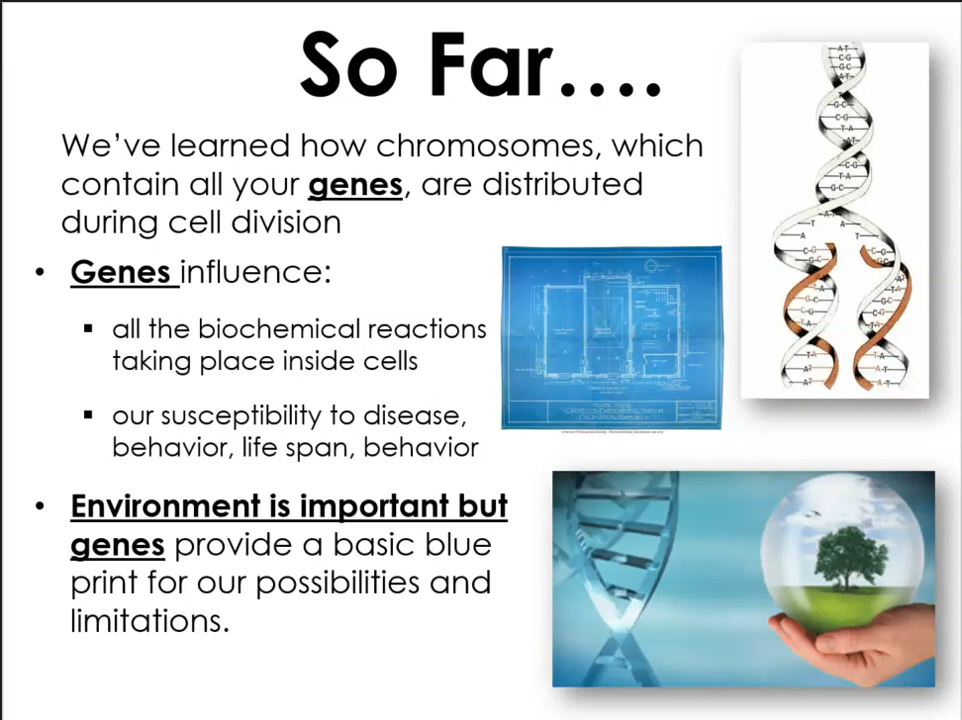 So Far....
We've learned how chromosomes, which
contain all your genes, are distributed
during cell division
• Genes influence:
▪ all the biochemical reactions
taking place inside cells
▪ our susceptibility to disease,
behavior, life span, behavior
• Environment is important but
genes provide a basic blue
print for our possibilities and
limitations.